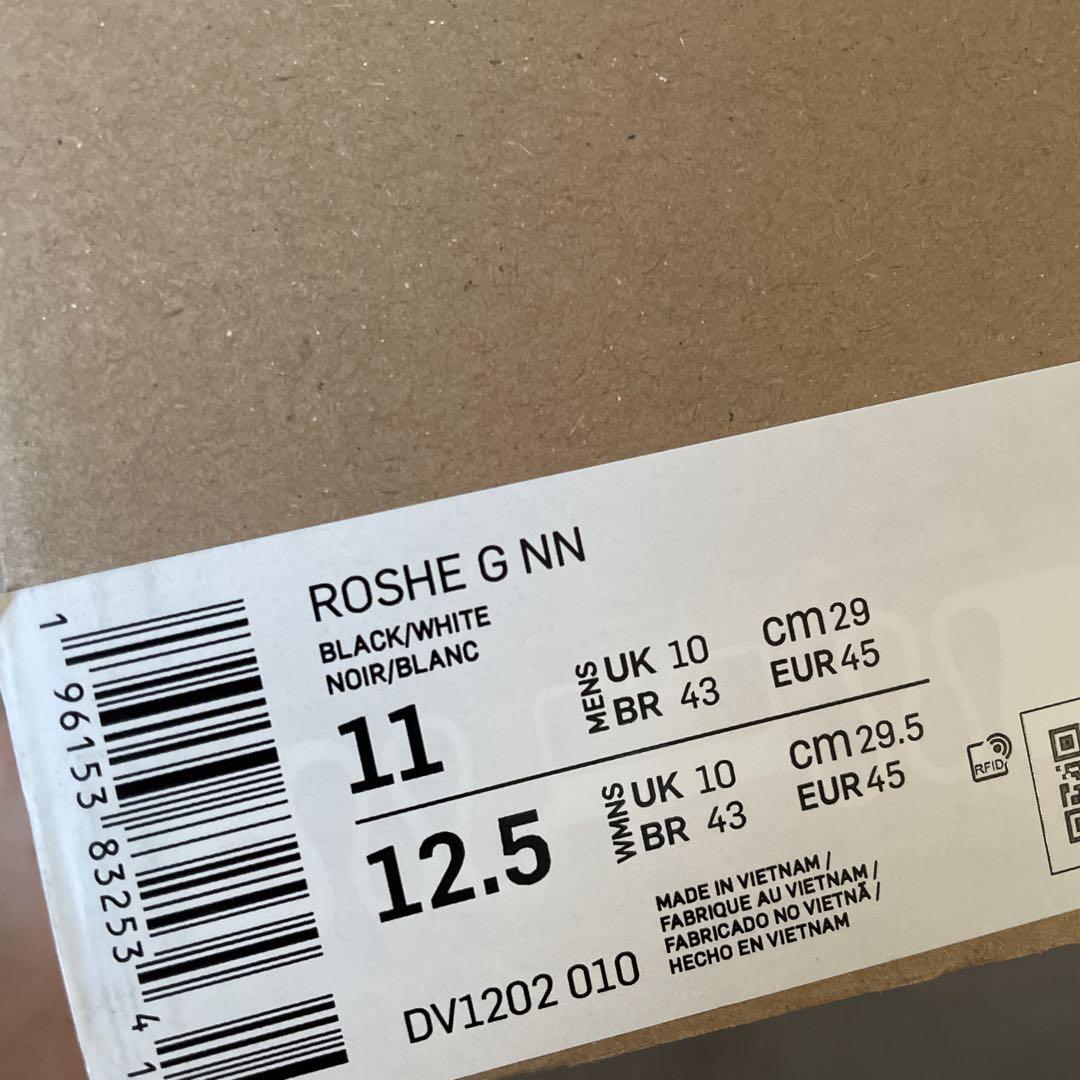 ROSHE G NN
BLACK/WHITE
NOIR/BLANC
11
MENS
UK 10
BR 43
cm 29
EUR 45
12.5
WMNS
UK 10
BR 43
cm 29.5
EUR 45
RFID
MADE IN VIETNAM /
FABRIQUE AU VIETNAM /
FABRICADO NO VIETNÃ /
HECHO EN VIETNAM
DV1202 010
1 96153 83253 4 1